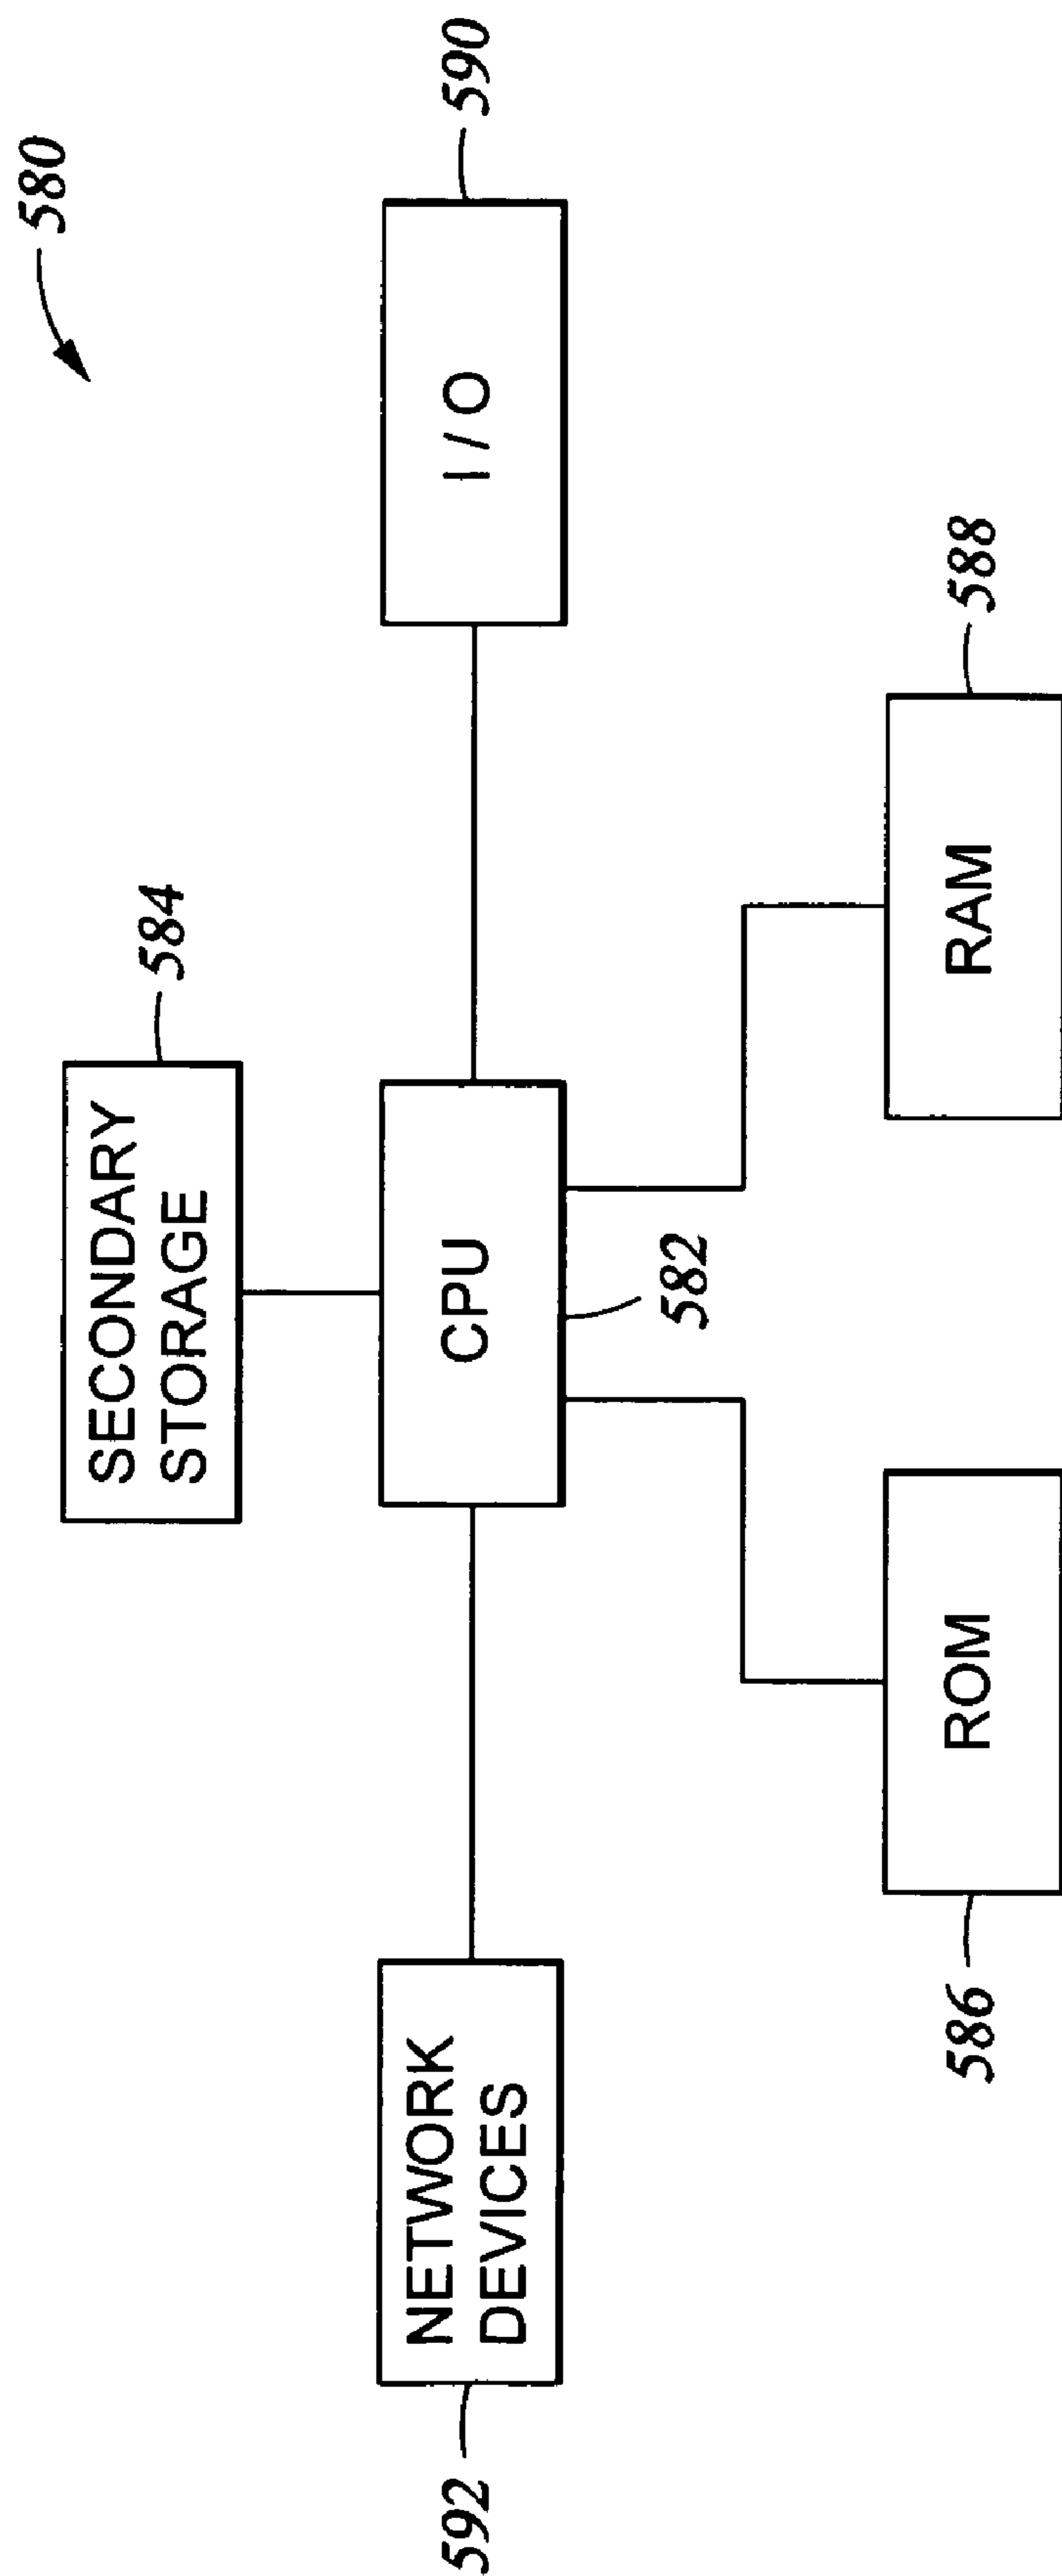 580
SECONDARY
STORAGE
584
NETWORK
DEVICES
592
CPU
582
I / O
590
ROM
586
RAM
588